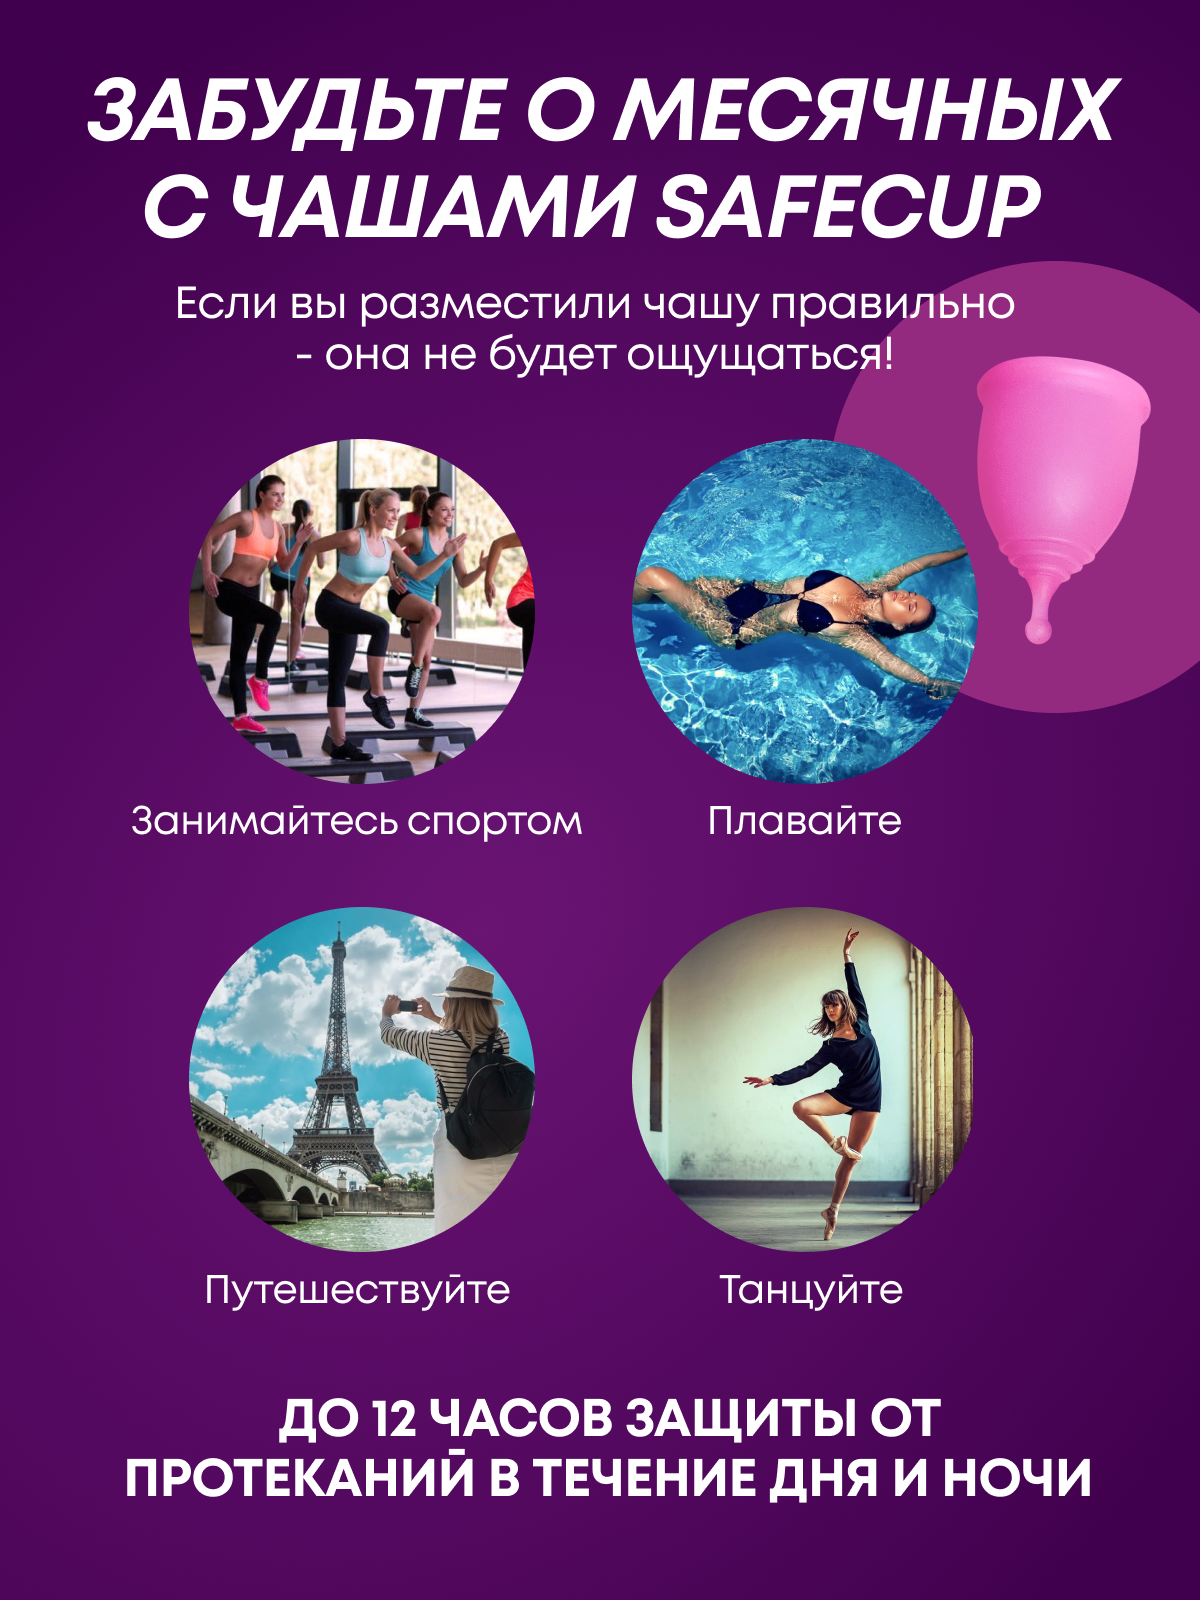 ЗАБУДЬТЕ О МЕСЯЧНЫХ
С ЧАШАМИ SAFECUP
Если вы разместили чашу правильно
- она не будет ощущаться!
Занимайтесь спортом
Плавайте
Путешествуйте
Танцуйте
ДО 12 ЧАСОВ ЗАЩИТЫ ОТ
ПРОТЕКАНИЙ В ТЕЧЕНИЕ ДНЯ И НОЧИ